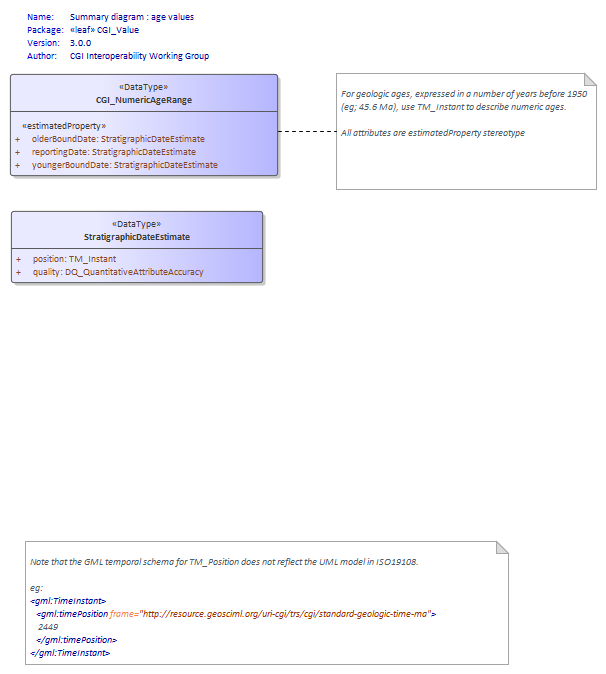 Name: Summary diagram : age values
Package: «leaf» CGI_Value
Version: 3.0.0
Author: CGI Interoperability Working Group
«DataType»
CGI_NumericAgeRange
«estimatedProperty»
+ olderBoundDate: StratigraphicDateEstimate
+ reportingDate: StratigraphicDateEstimate
+ youngerBoundDate: StratigraphicDateEstimate
For geologic ages, expressed in a number of years before 1950
(eg; 45.6 Ma), use TM_Instant to describe numeric ages.
All attributes are estimatedProperty stereotype
«DataType»
StratigraphicDateEstimate
+ position: TM_Instant
+ quality: DQ_QuantitativeAttributeAccuracy
Note that the GML temporal schema for TM_Position does not reflect the UML model in ISO19108.
eg:
<gml:TimeInstant>
<gml:timePosition frame="http://resource.geosciml.org/uri-cgi/trs/cgi/standard-geologic-time-ma">
2449
</gml:timePosition>
</gml:TimeInstant>